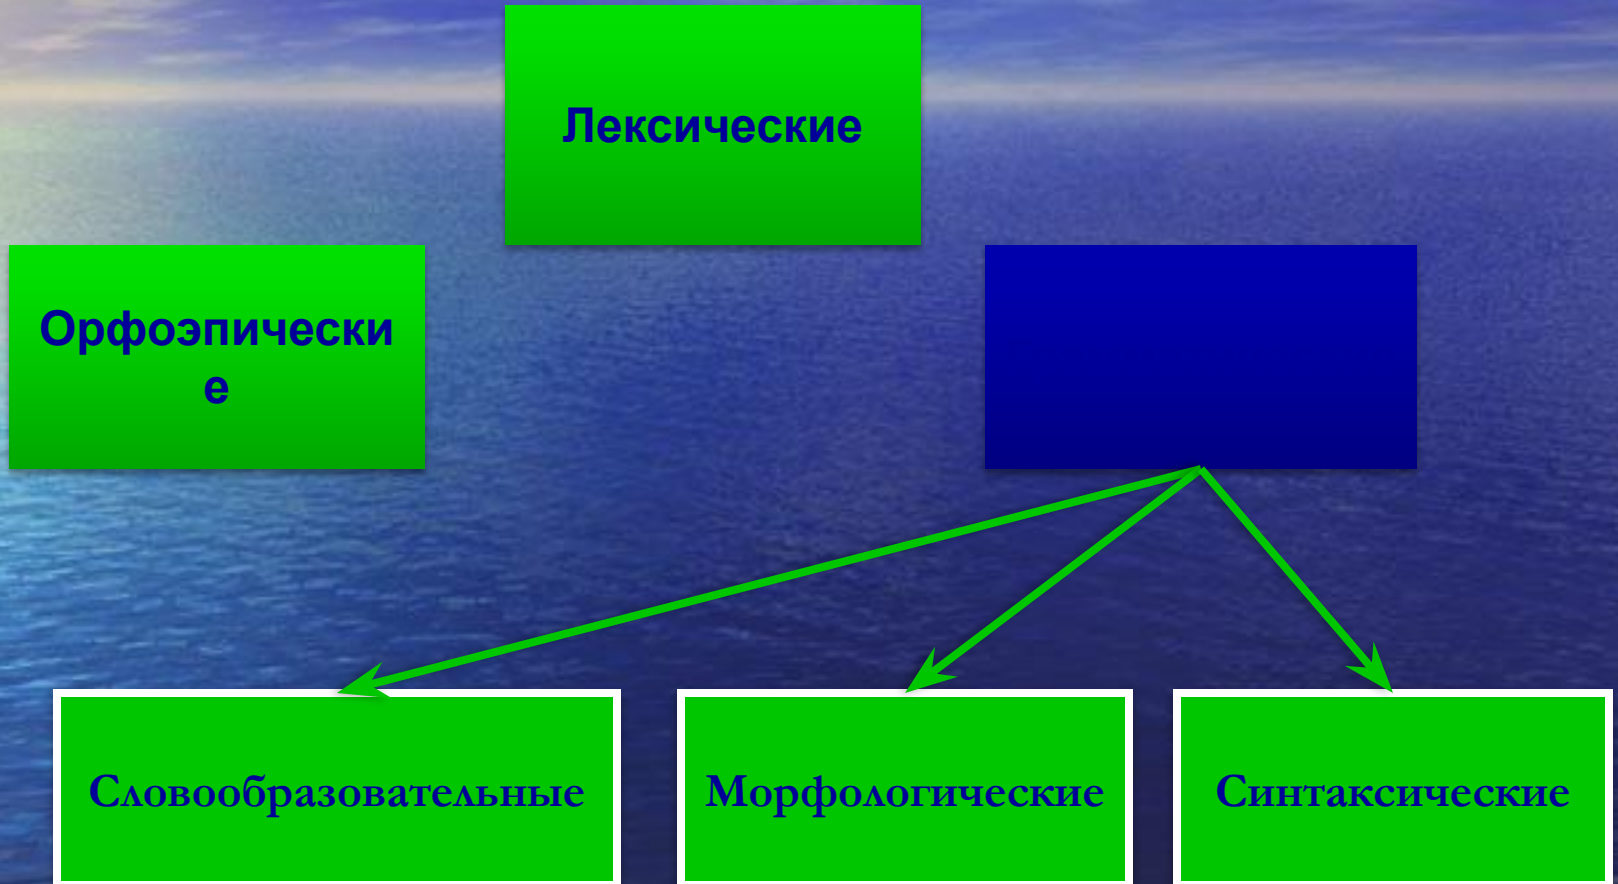 Лексические
Орфоэпически
е
Словообразовательные
Морфологические
Синтаксические